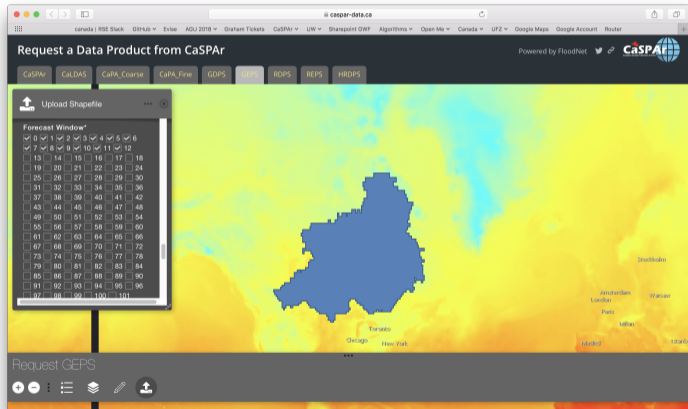 caspar-data.ca
canada | RSE Slack GitHub Evise AGU 2018 Graham Tickets CaSPAr UW Sharepoint GWF Algorithms Open Me Canada UFZ Google Maps Google Account Router
Request a Data Product from CaSPAr
Powered by FloodNet
CaSPAr
CaSPAr CaLDAS CaPA_Coarse CaPA_Fine GDPS GEPS RDPS REPS HRDPS
Upload Shapefile
Forecast Window*
0 1 2 3 4 5 6
7 8 9 10 11 12
13 14 15 16 17 18
19 20 21 22 23 24
25 26 27 28 29 30
31 32 33 34 35 36
37 38 39 40 41 42
43 44 45 46 47 48
49 50 51 52 53 54
55 56 57 58 59 60
61 62 63 64 65 66
67 68 69 70 71 72
73 74 75 76 77 78
79 80 81 82 83 84
85 86 87 88 89 90
91 92 93 94 95 96
97 98 99 100 101
Stockholm
Amsterdam
London Warsaw
Paris
Milan
Madrid Istanb
Toronto
Chicago New York
Request GEPS